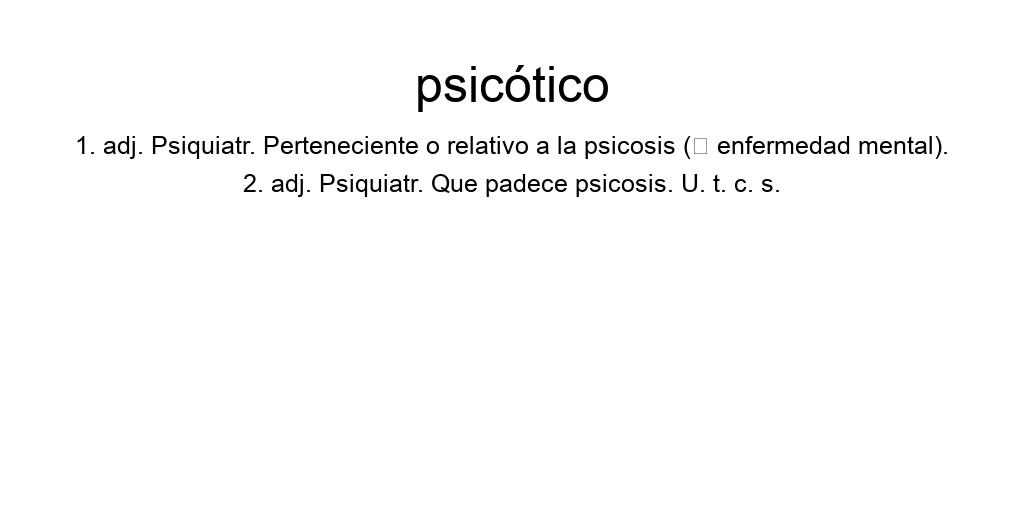 psicótico
1. adj. Psiquiatr. Perteneciente o relativo a la psicosis (▯ enfermedad mental).
2. adj. Psiquiatr. Que padece psicosis. U. t. c. s.